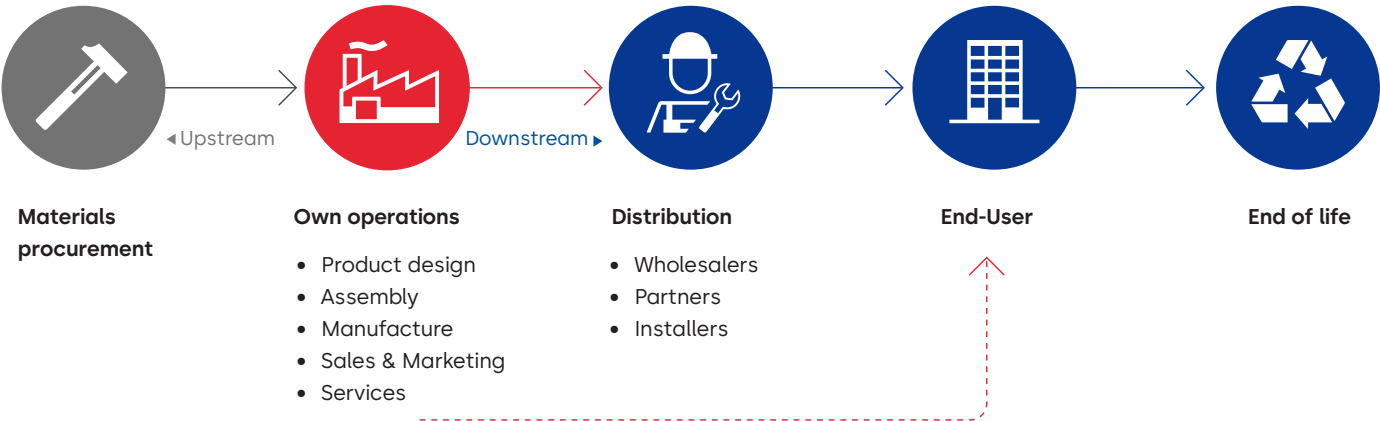 ◂ Upstream
Downstream ▸
Materials
procurement
Own operations
• Product design
• Assembly
• Manufacture
• Sales & Marketing
• Services
Distribution
• Wholesalers
• Partners
• Installers
End-User
End of life